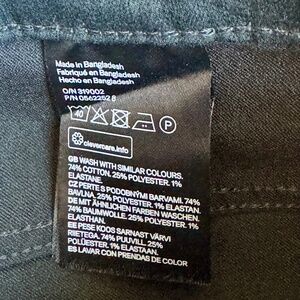 Made in Bangladesh
Fabriqué en Bangladesh
Hecho en Bangladesh
O/N 319002
P/N 0562252 8
40
P
clevercare.info
GB WASH WITH SIMILAR COLOURS.
74% COTTON. 25% POLYESTER. 1%
ELASTANE.
CZ PERTE S PODOBNÝMI BARVAMI. 74%
BAVLNA. 25% POLYESTER. 1% ELASTHAN.
DE MIT ÄHNLICHEN FARBEN WASCHEN.
74% BAUMWOLLE. 25% POLYESTER. 1%
ELASTHAN.
EE PESE KOOS SARNAST VÄRVI
RIIETEGA. 74% PUUVILL. 25%
POLÜESTER. 1% ELASTAAN.
ES LAVAR CON PRENDAS DE COLOR